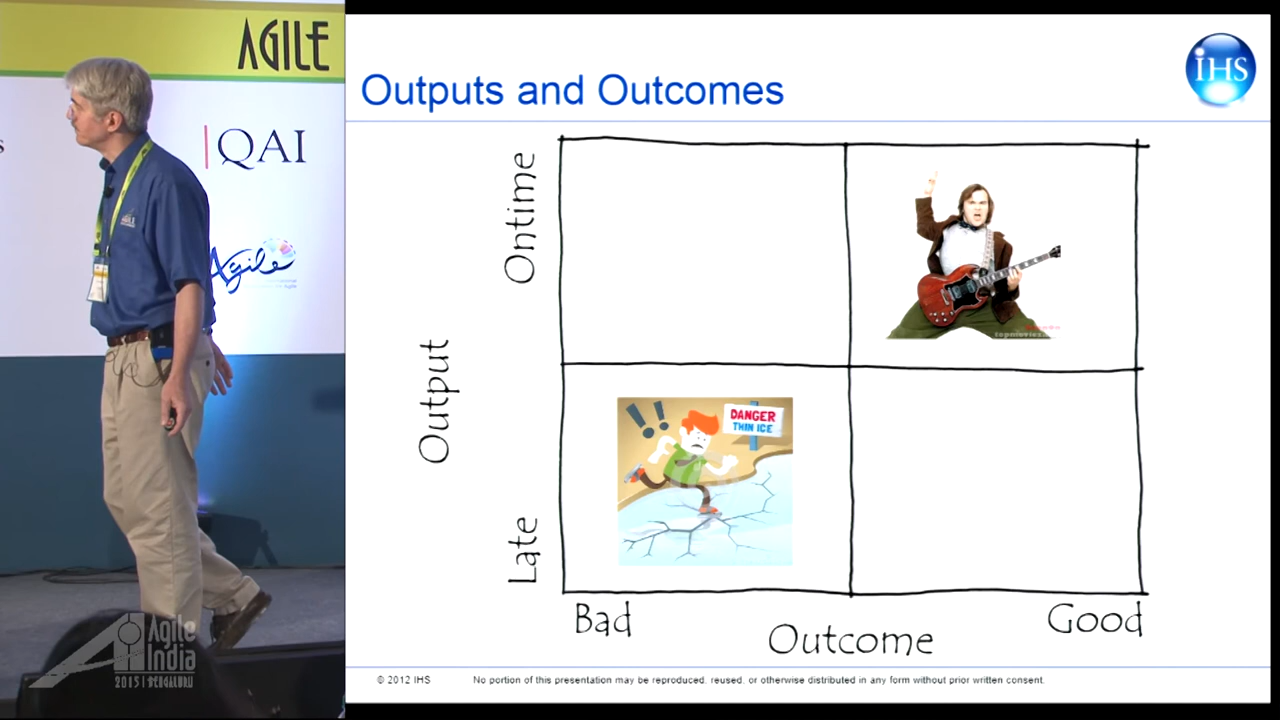 AGILE
QAI
Agile
Agile
India
2015 | BENGALURU
Outputs and Outcomes
IHS
Ontime
Output
Late
DANGER
THIN ICE
!!
Bad
Good
Outcome
© 2012 IHS
No portion of this presentation may be reproduced, reused, or otherwise distributed in any form without prior written consent.